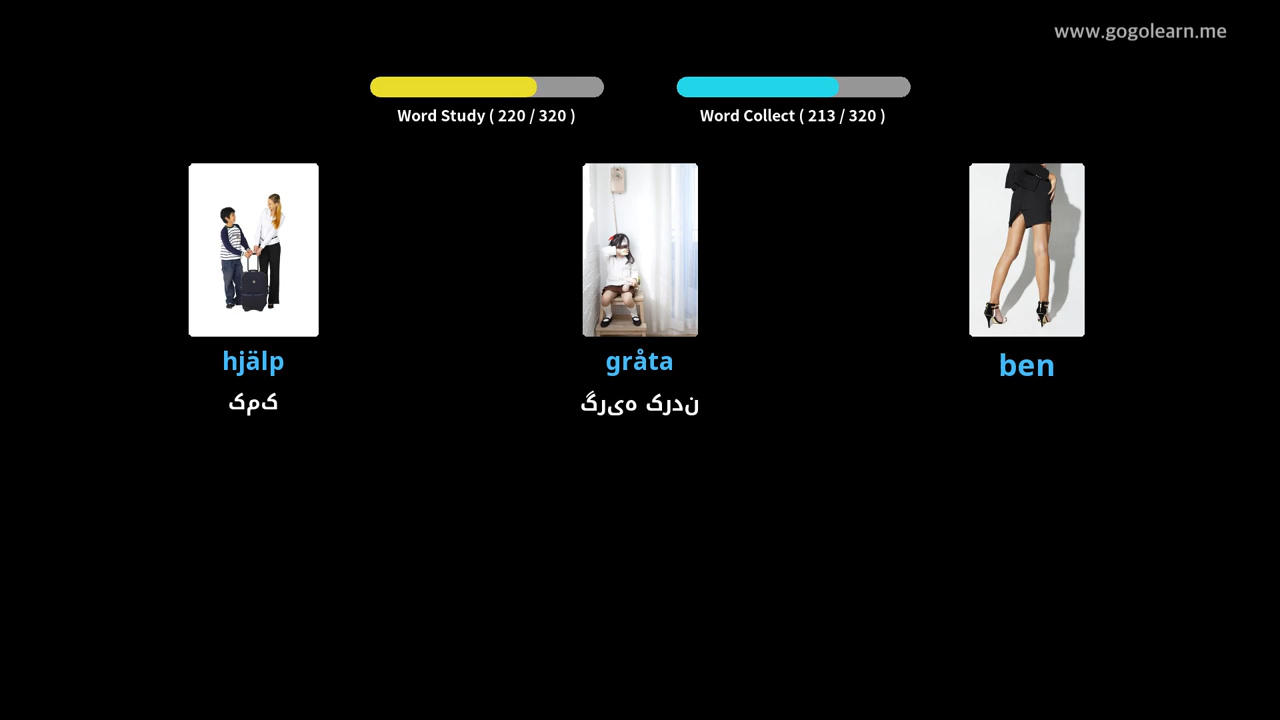 www.gogolearn.me
Word Study ( 220 / 320 )
Word Collect ( 213 / 320 )
hjälp
کمک
gråta
گریه کردن
ben